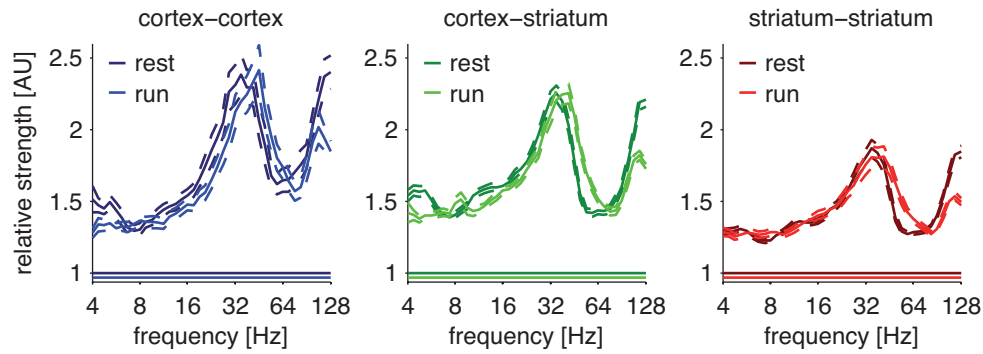 cortex–cortex
cortex–striatum
striatum–striatum
relative strength [AU]
2.5
2
1.5
1
rest
run
4 8 16 32 64 128
frequency [Hz]
2.5
2
1.5
1
rest
run
4 8 16 32 64 128
frequency [Hz]
2.5
2
1.5
1
rest
run
4 8 16 32 64 128
frequency [Hz]